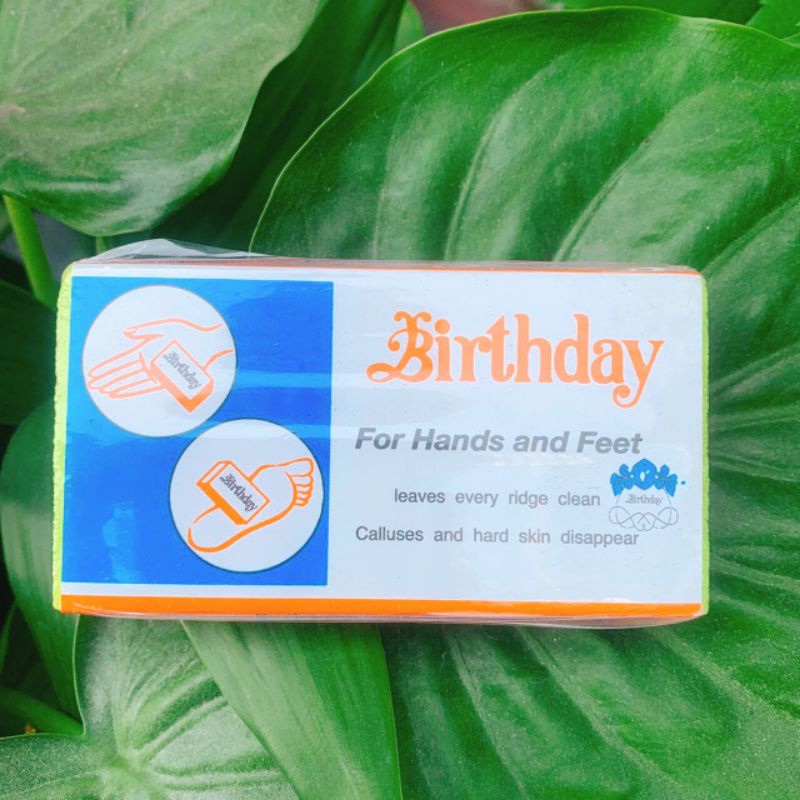 Birthday
Birthday
Birthday
For Hands and Feet
leaves every ridge clean
Birthday
Calluses and hard skin disappear